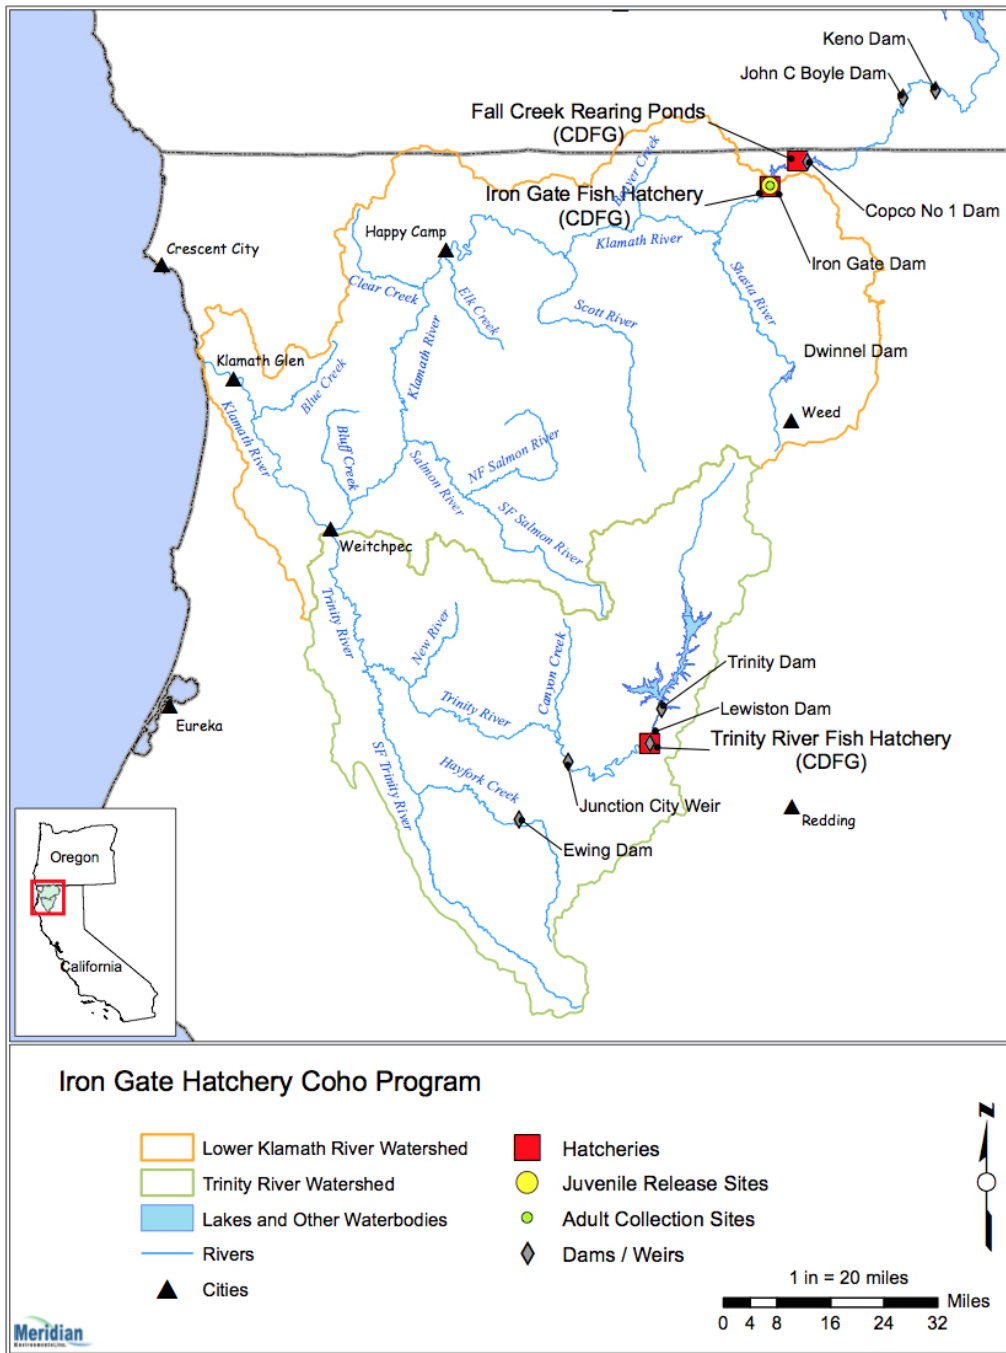 Keno Dam
John C Boyle Dam
Fall Creek Rearing Ponds
(CDFG)
Beaver Creek
Iron Gate Fish Hatchery
(CDFG)
Copco No 1 Dam
Happy Camp
Klamath River
Crescent City
Iron Gate Dam
Shasta River
Clear Creek
Elk Creek
Scott River
Klamath River
Dwinnel Dam
Klamath Glen
Blue Creek
Weed
Klamath River
Bluff Creek
Salmon River
NF Salmon River
SF Salmon River
Weitchpec
Trinity River
New River
Canyon Creek
Trinity Dam
Trinity River
Lewiston Dam
Eureka
Trinity River Fish Hatchery
(CDFG)
SF Trinity River
Hayfork Creek
Junction City Weir
Redding
Ewing Dam
Oregon
California
Iron Gate Hatchery Coho Program
Lower Klamath River Watershed
Trinity River Watershed
Lakes and Other Waterbodies
Rivers
Cities
Hatcheries
Juvenile Release Sites
Adult Collection Sites
Dams / Weirs
N
1 in = 20 miles
Miles
0 4 8 16 24 32
Meridian